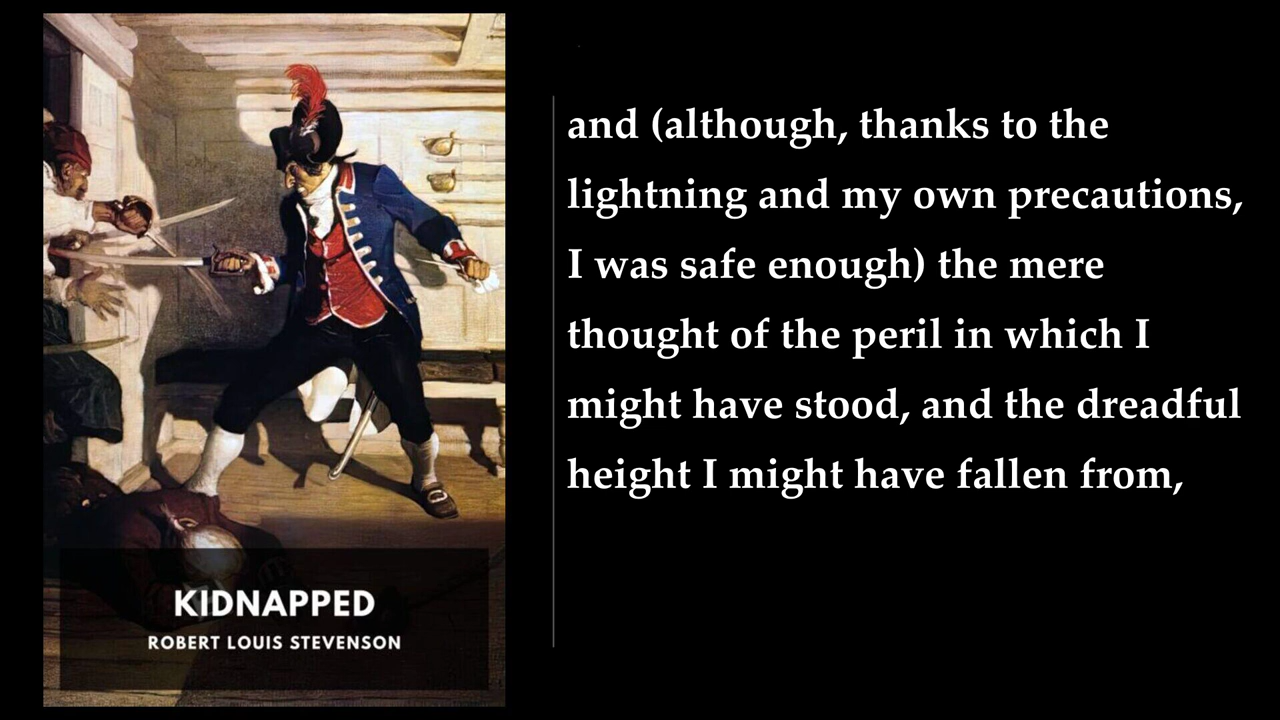 KIDNAPPED
ROBERT LOUIS STEVENSON
and (although, thanks to the
lightning and my own precautions,
I was safe enough) the mere
thought of the peril in which I
might have stood, and the dreadful
height I might have fallen from,